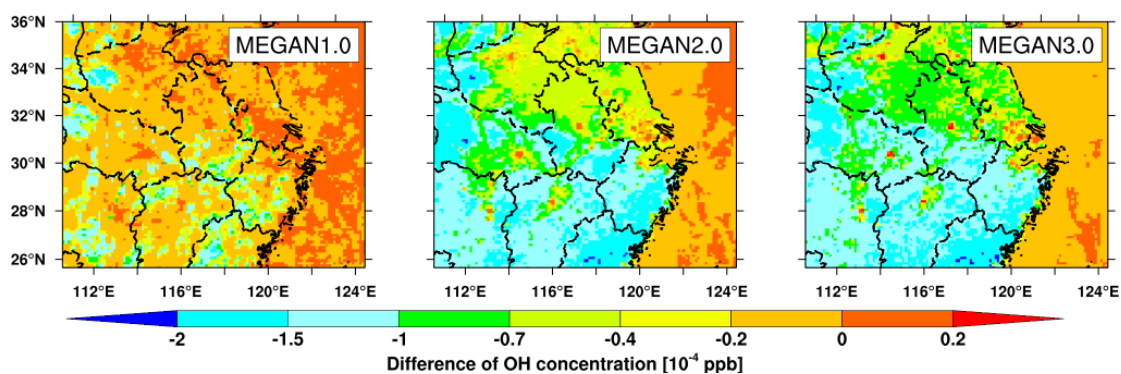 36°N
34°N
32°N
30°N
28°N
26°N
MEGAN1.0
MEGAN2.0
MEGAN3.0
112°E 116°E 120°E 124°E
112°E 116°E 120°E 124°E
112°E 116°E 120°E 124°E
-2 -1.5 -1 -0.7 -0.4 -0.2 0 0.2
Difference of OH concentration [10⁻⁴ ppb]